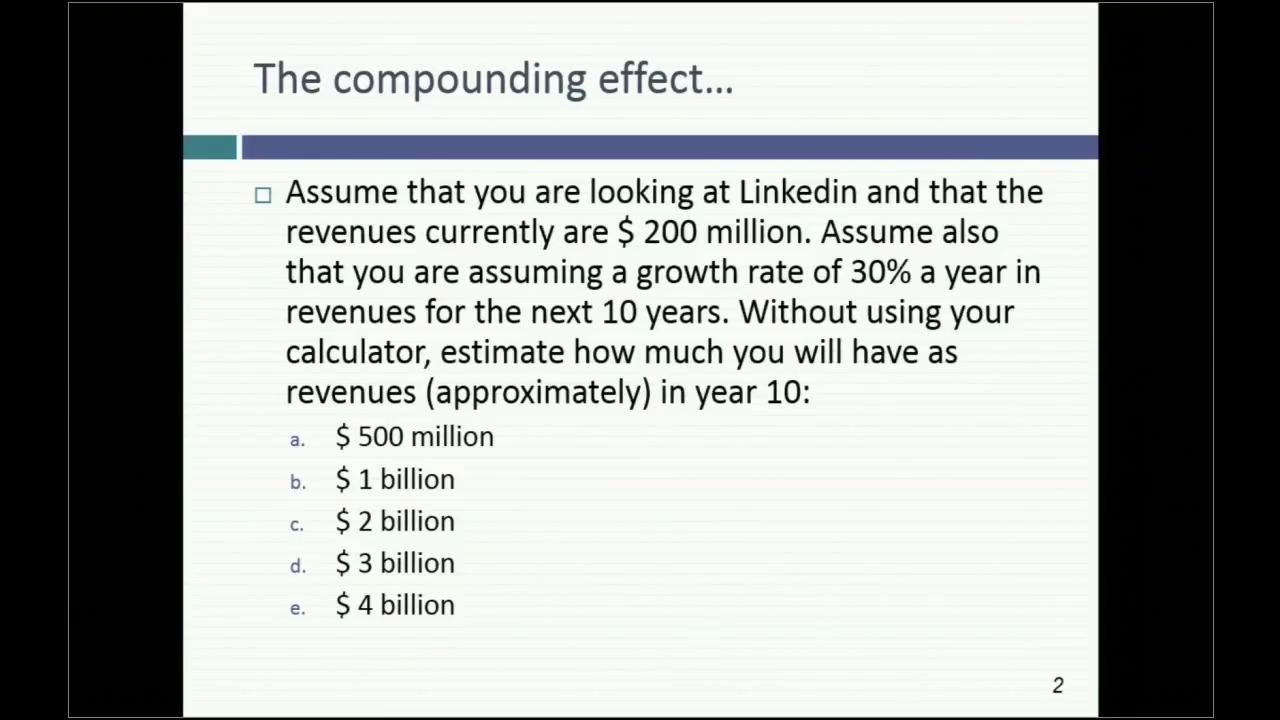 The compounding effect...
Assume that you are looking at Linkedin and that the
revenues currently are $ 200 million. Assume also
that you are assuming a growth rate of 30% a year in
revenues for the next 10 years. Without using your
calculator, estimate how much you will have as
revenues (approximately) in year 10:
a. $ 500 million
b. $ 1 billion
c. $ 2 billion
d. $ 3 billion
e. $ 4 billion
2